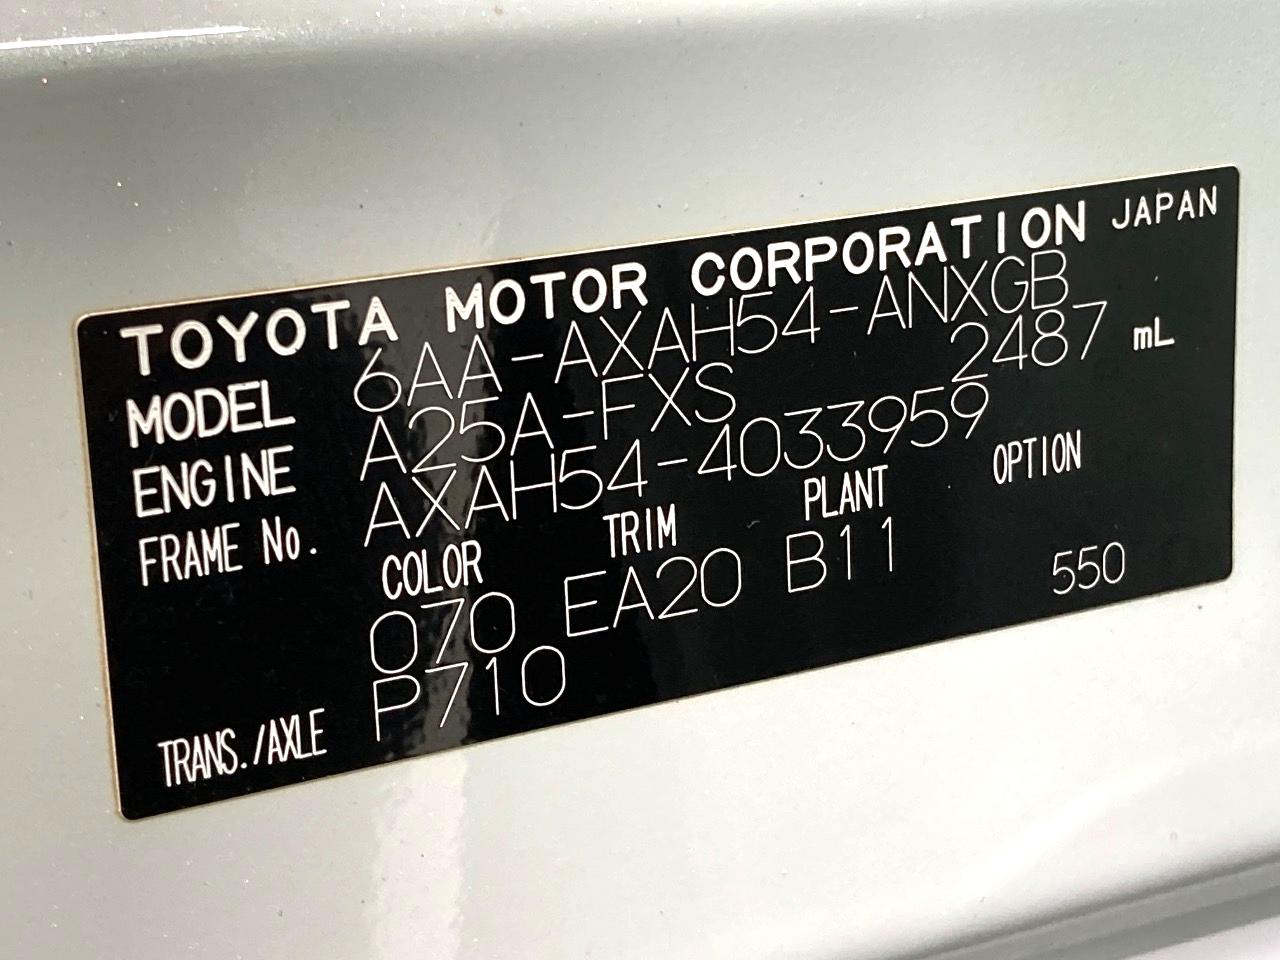 TOYOTA MOTOR CORPORATION JAPAN
MODEL 6AA-AXAH54-ANXGB
ENGINE A25A-FXS 2487 mL
FRAME No. AXAH54-4033959
COLOR TRIM PLANT OPTION
070 EA20 B11 550
TRANS./AXLE P710